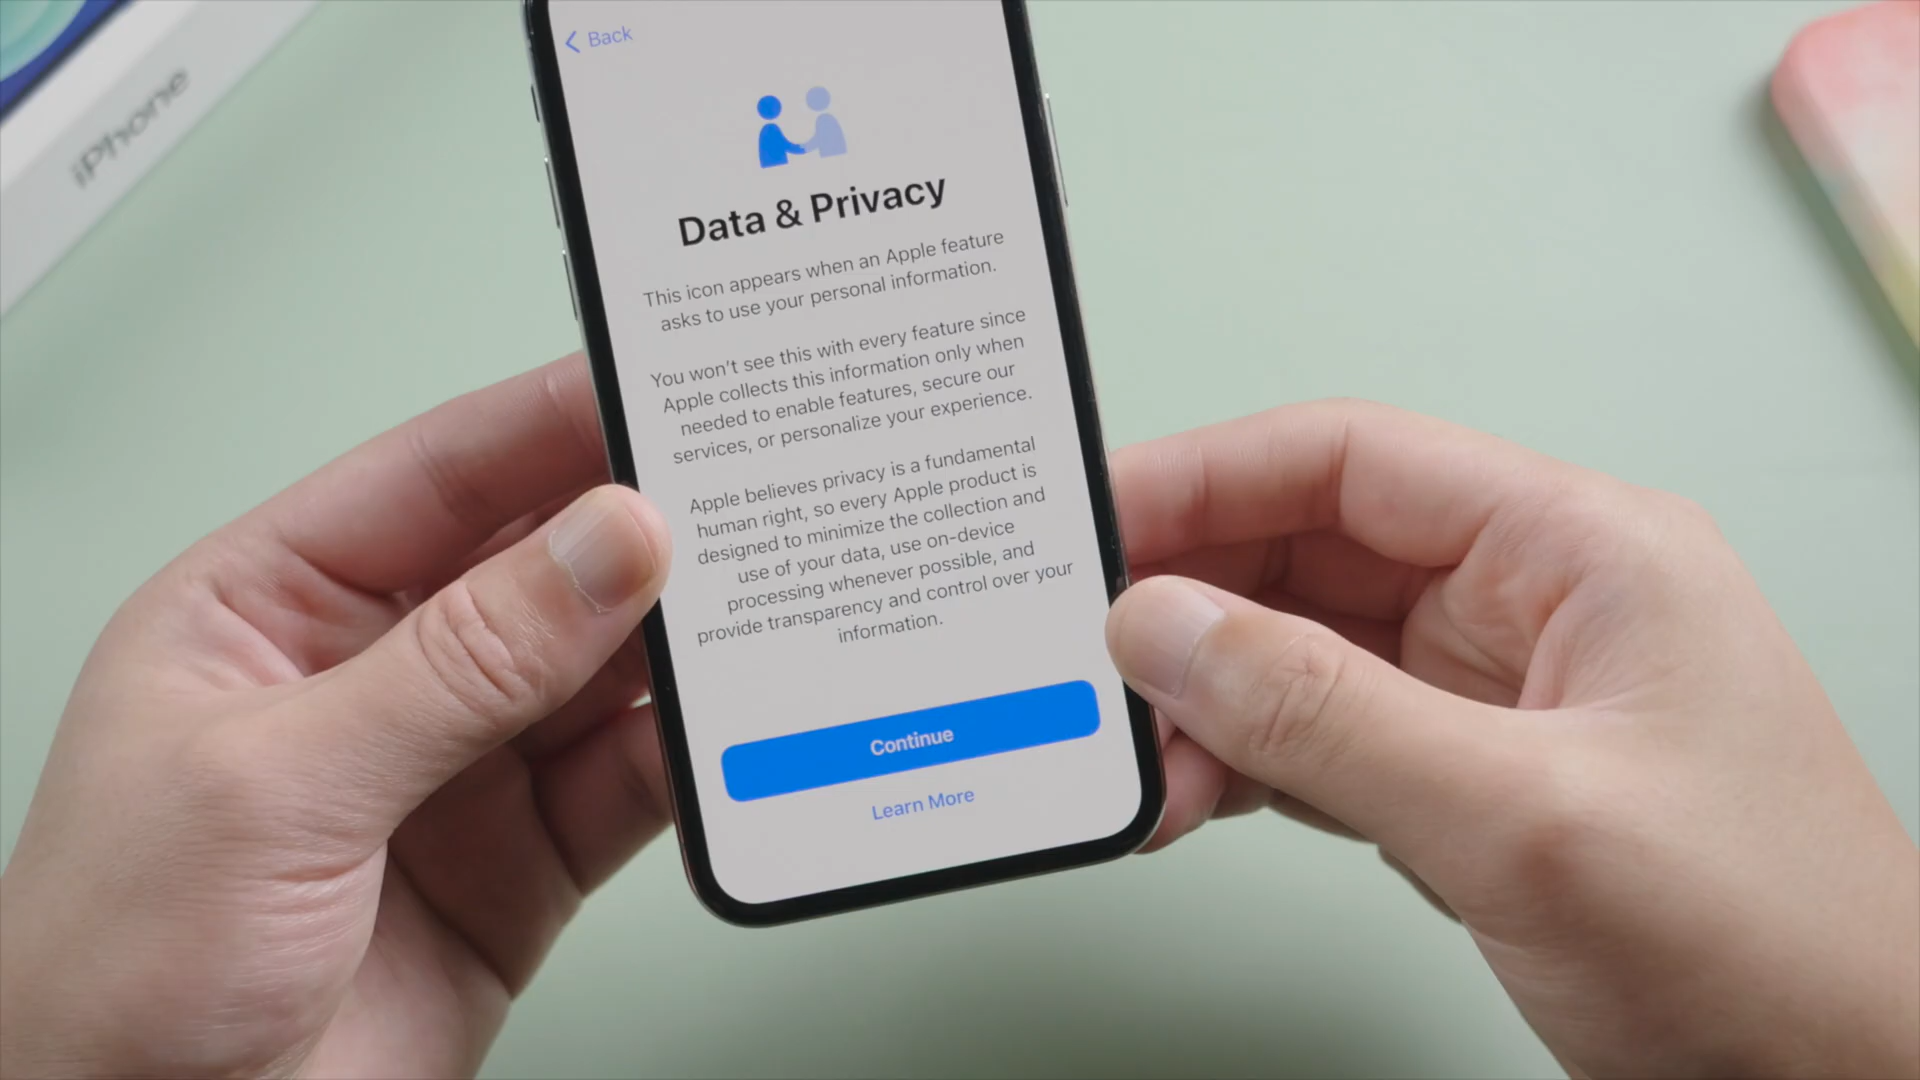 iPhone
Back
Data & Privacy
This icon appears when an Apple feature
asks to use your personal information.
You won't see this with every feature since
Apple collects this information only when
needed to enable features, secure our
services, or personalize your experience.
Apple believes privacy is a fundamental
human right, so every Apple product is
designed to minimize the collection and
use of your data, use on-device
processing whenever possible, and
provide transparency and control over your
information.
Continue
Learn More